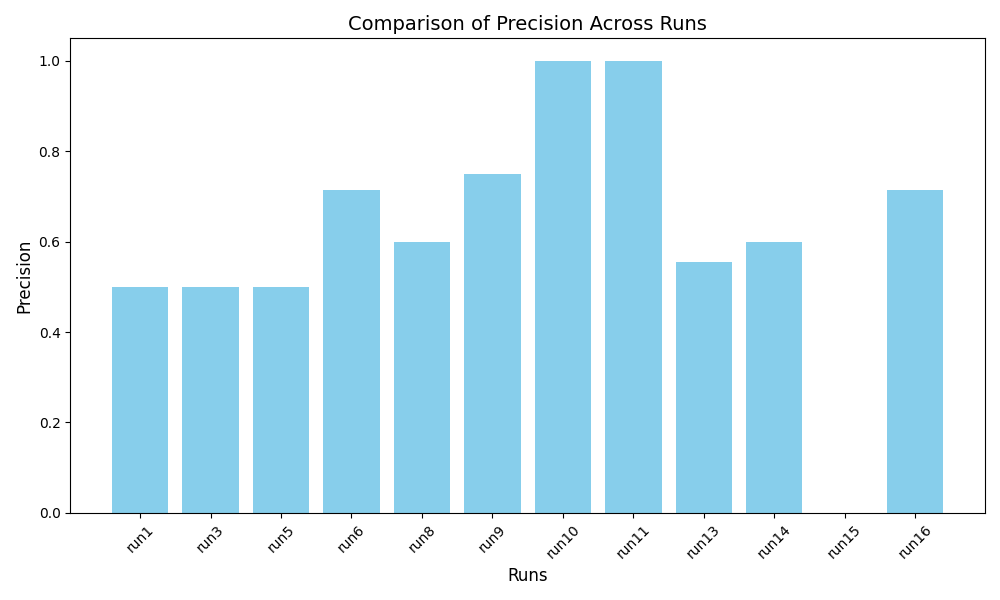 Comparison of Precision Across Runs
1.0
0.8
0.6
0.4
0.2
0.0
Precision
run1 run3 run5 run6 run8 run9 run10 run11 run13 run14 run15 run16
Runs